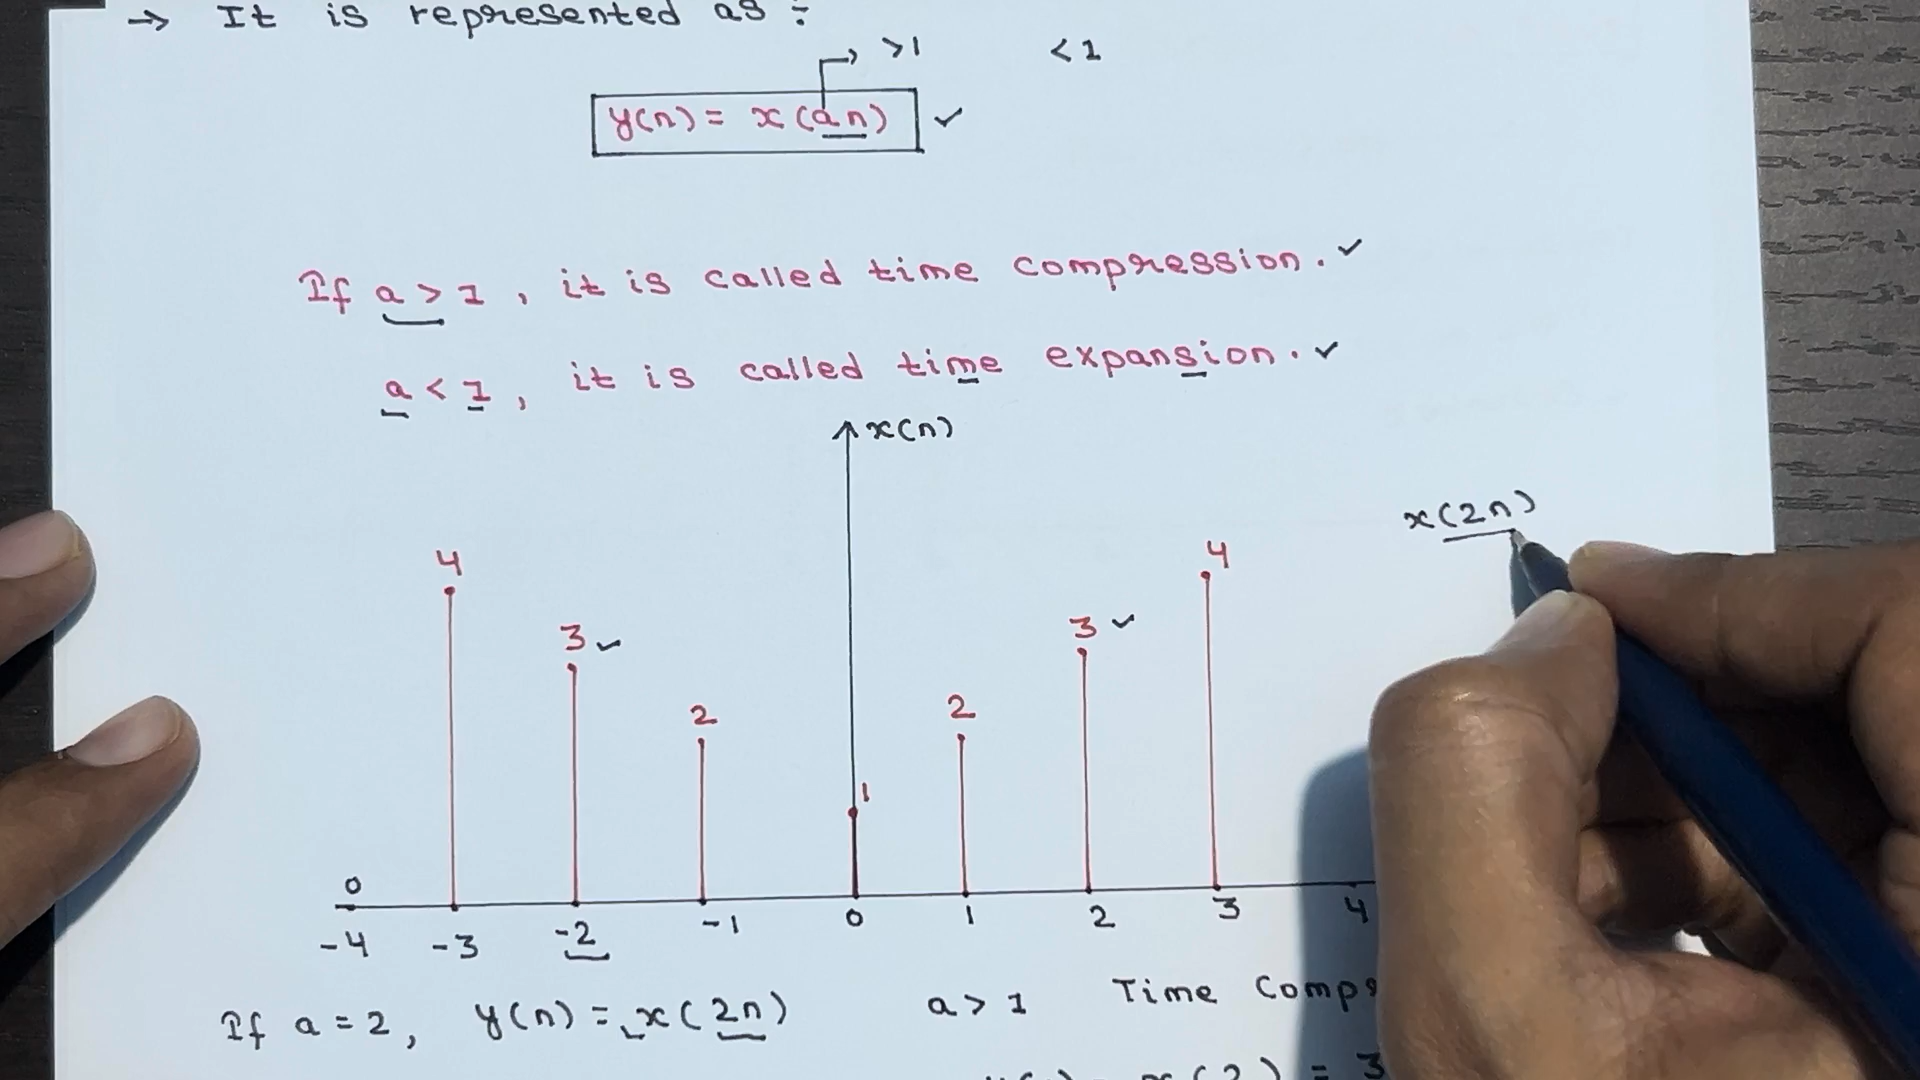 → It is represented as :
>1 <1
y(n) = x(an) ✓
If a > 1 , it is called time compression. ✓
a < 1 , it is called time expansion. ✓
x(n)
x(2n)
4 4
3 ✓ 3 ✓
2 2
1
0
-4 -3 -2 -1 0 1 2 3 4
If a = 2, y(n) = x(2n) a > 1 Time
x(2) = 3